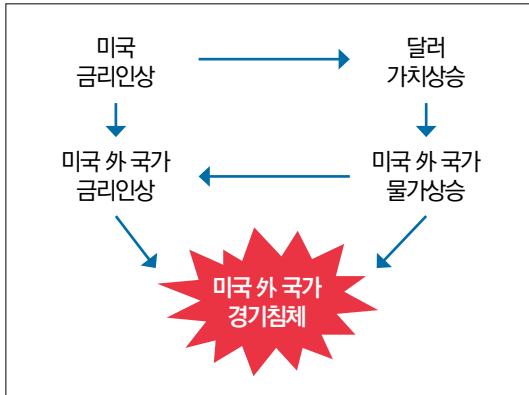 미국
금리인상
달러
가치상승
미국 外 국가
금리인상
미국 外 국가
물가상승
미국 外 국가
경기침체